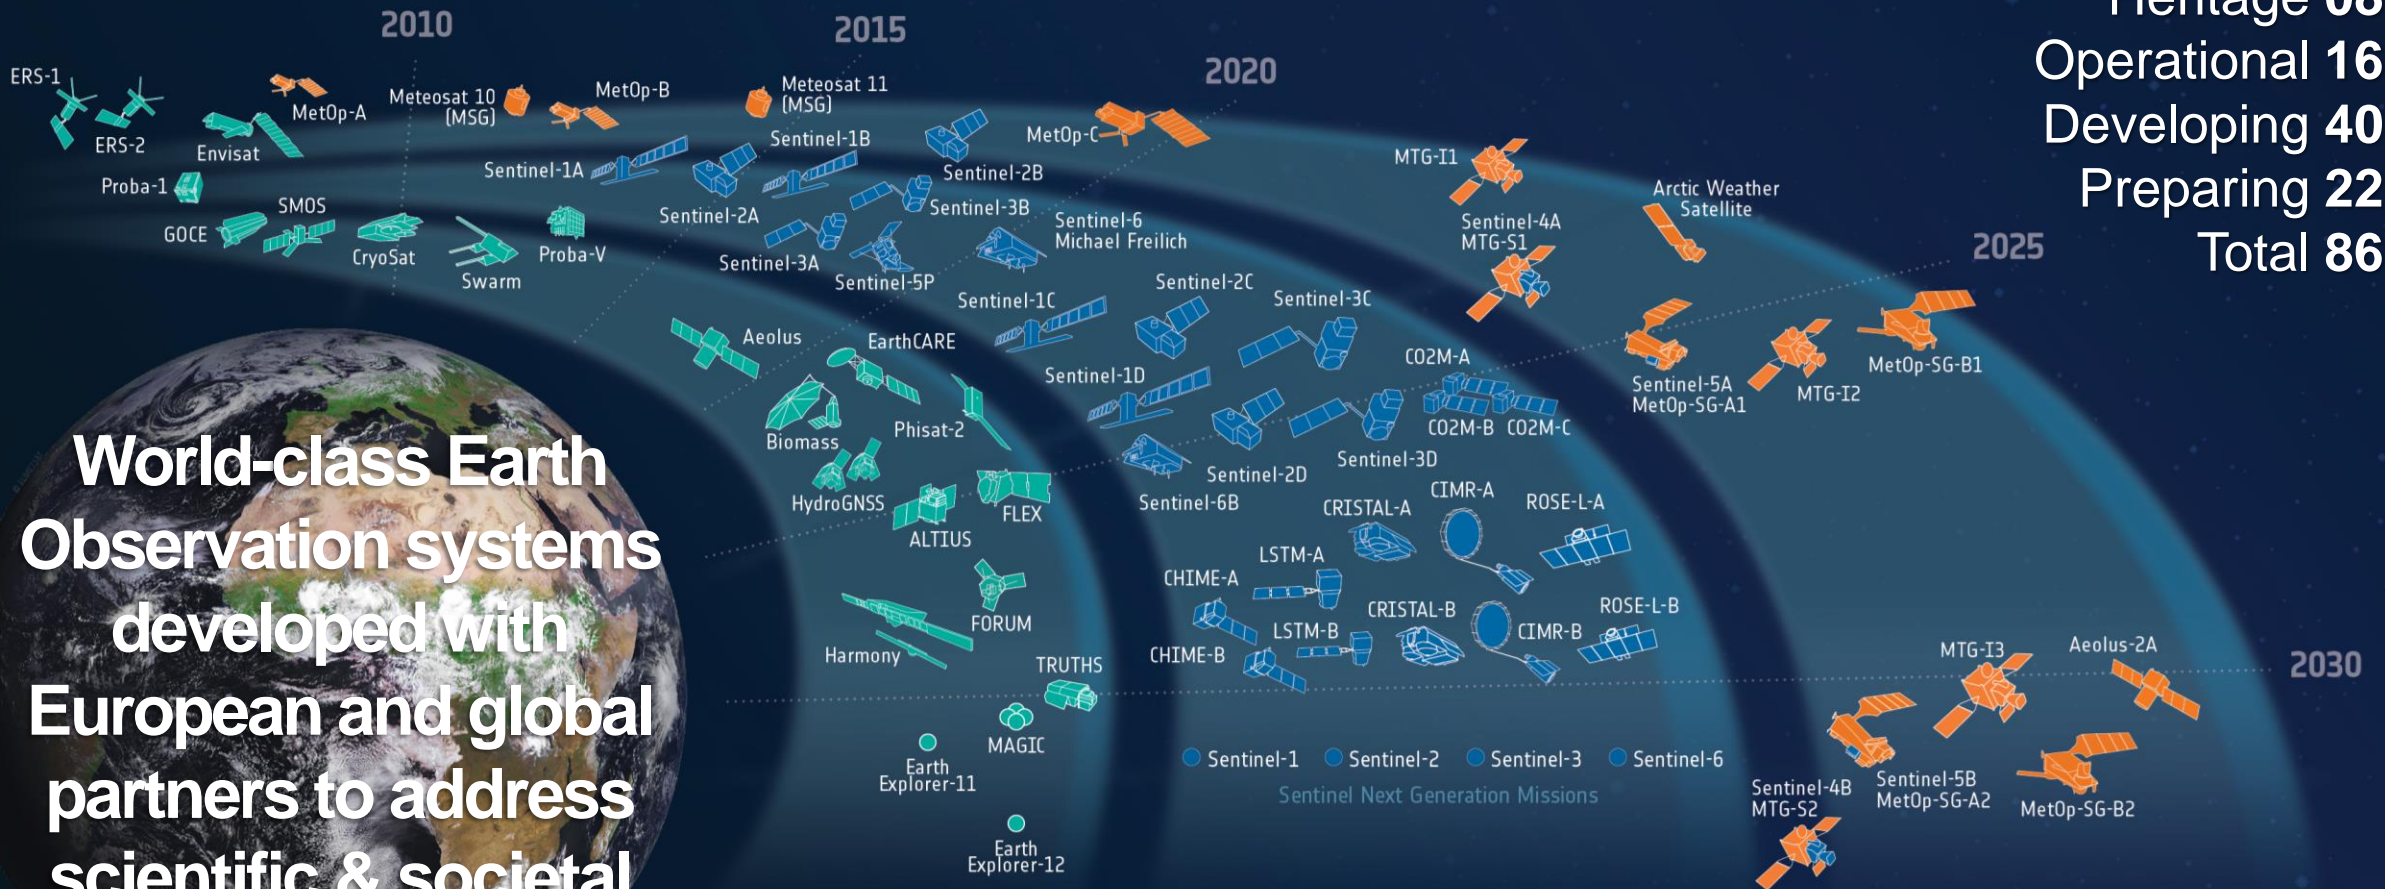 2010
2015
2020
2025
2030
Heritage 08
Operational 16
Developing 40
Preparing 22
Total 86
ERS-1
ERS-2
Envisat
MetOp-A
Meteosat 10
(MSG)
MetOp-B
Meteosat 11
(MSG)
MetOp-C
Proba-1
GOCE
SMOS
CryoSat
Swarm
Proba-V
Sentinel-1A
Sentinel-2A
Sentinel-1B
Sentinel-2B
Sentinel-3B
Sentinel-3A
Sentinel-5P
Sentinel-6
Michael Freilich
MTG-I1
Sentinel-4A
MTG-S1
Arctic Weather
Satellite
Sentinel-1C
Sentinel-2C
Sentinel-3C
Aeolus
EarthCARE
Biomass
Phisat-2
HydroGNSS
ALTIUS
FLEX
Sentinel-1D
Sentinel-2D
Sentinel-3D
Sentinel-6B
CO2M-A
CO2M-B
CO2M-C
Sentinel-5A
MetOp-SG-A1
MTG-I2
MetOp-SG-B1
CRISTAL-A
CIMR-A
ROSE-L-A
LSTM-A
CHIME-A
CRISTAL-B
CIMR-B
ROSE-L-B
LSTM-B
CHIME-B
FORUM
Harmony
TRUTHS
MAGIC
Earth
Explorer-11
Earth
Explorer-12
Sentinel-1
Sentinel-2
Sentinel-3
Sentinel-6
Sentinel Next Generation Missions
MTG-I3
Aeolus-2A
Sentinel-4B
MTG-S2
Sentinel-5B
MetOp-SG-A2
MetOp-SG-B2
World-class Earth
Observation systems
developed with
European and global
partners to address
scientific & societal